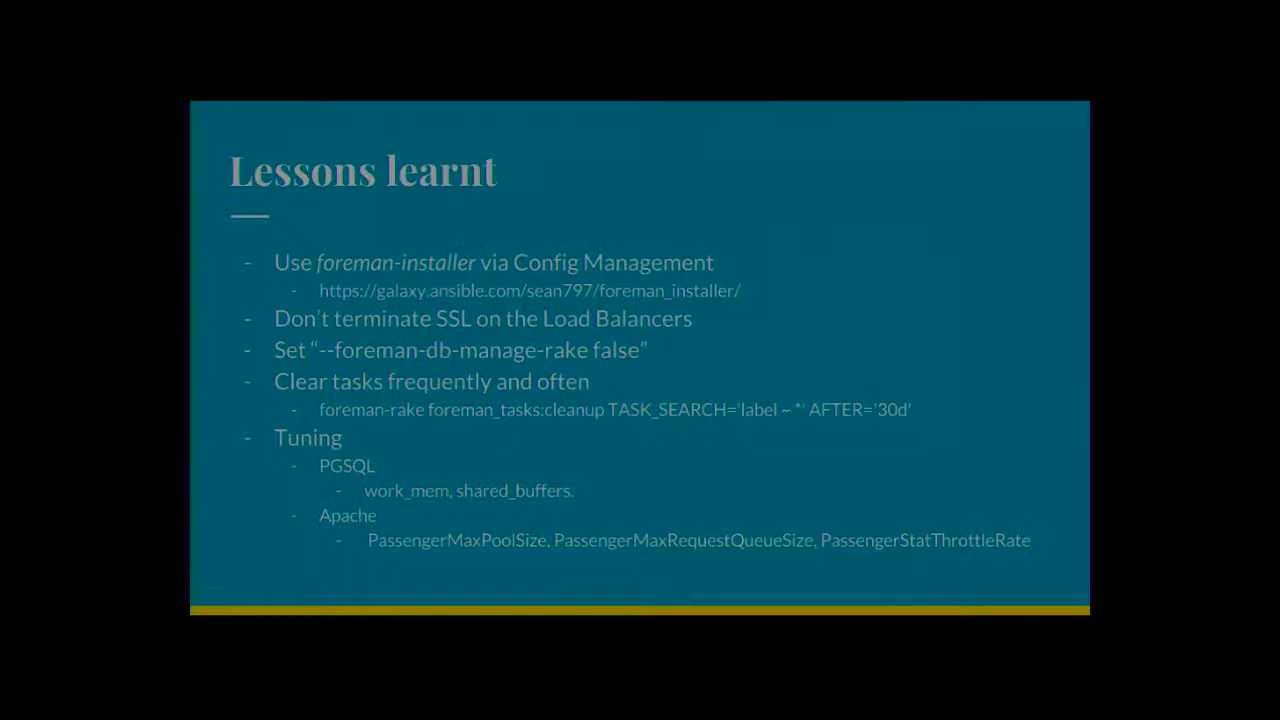 Lessons learnt
- Use foreman-installer via Config Management
- https://galaxy.ansible.com/sean797/foreman_installer/
- Don't terminate SSL on the Load Balancers
- Set “--foreman-db-manage-rake false”
- Clear tasks frequently and often
- foreman-rake foreman_tasks:cleanup TASK_SEARCH='label ~ *' AFTER='30d'
- Tuning
- PGSQL
- work_mem, shared_buffers.
- Apache
- PassengerMaxPoolSize, PassengerMaxRequestQueueSize, PassengerStatThrottleRate